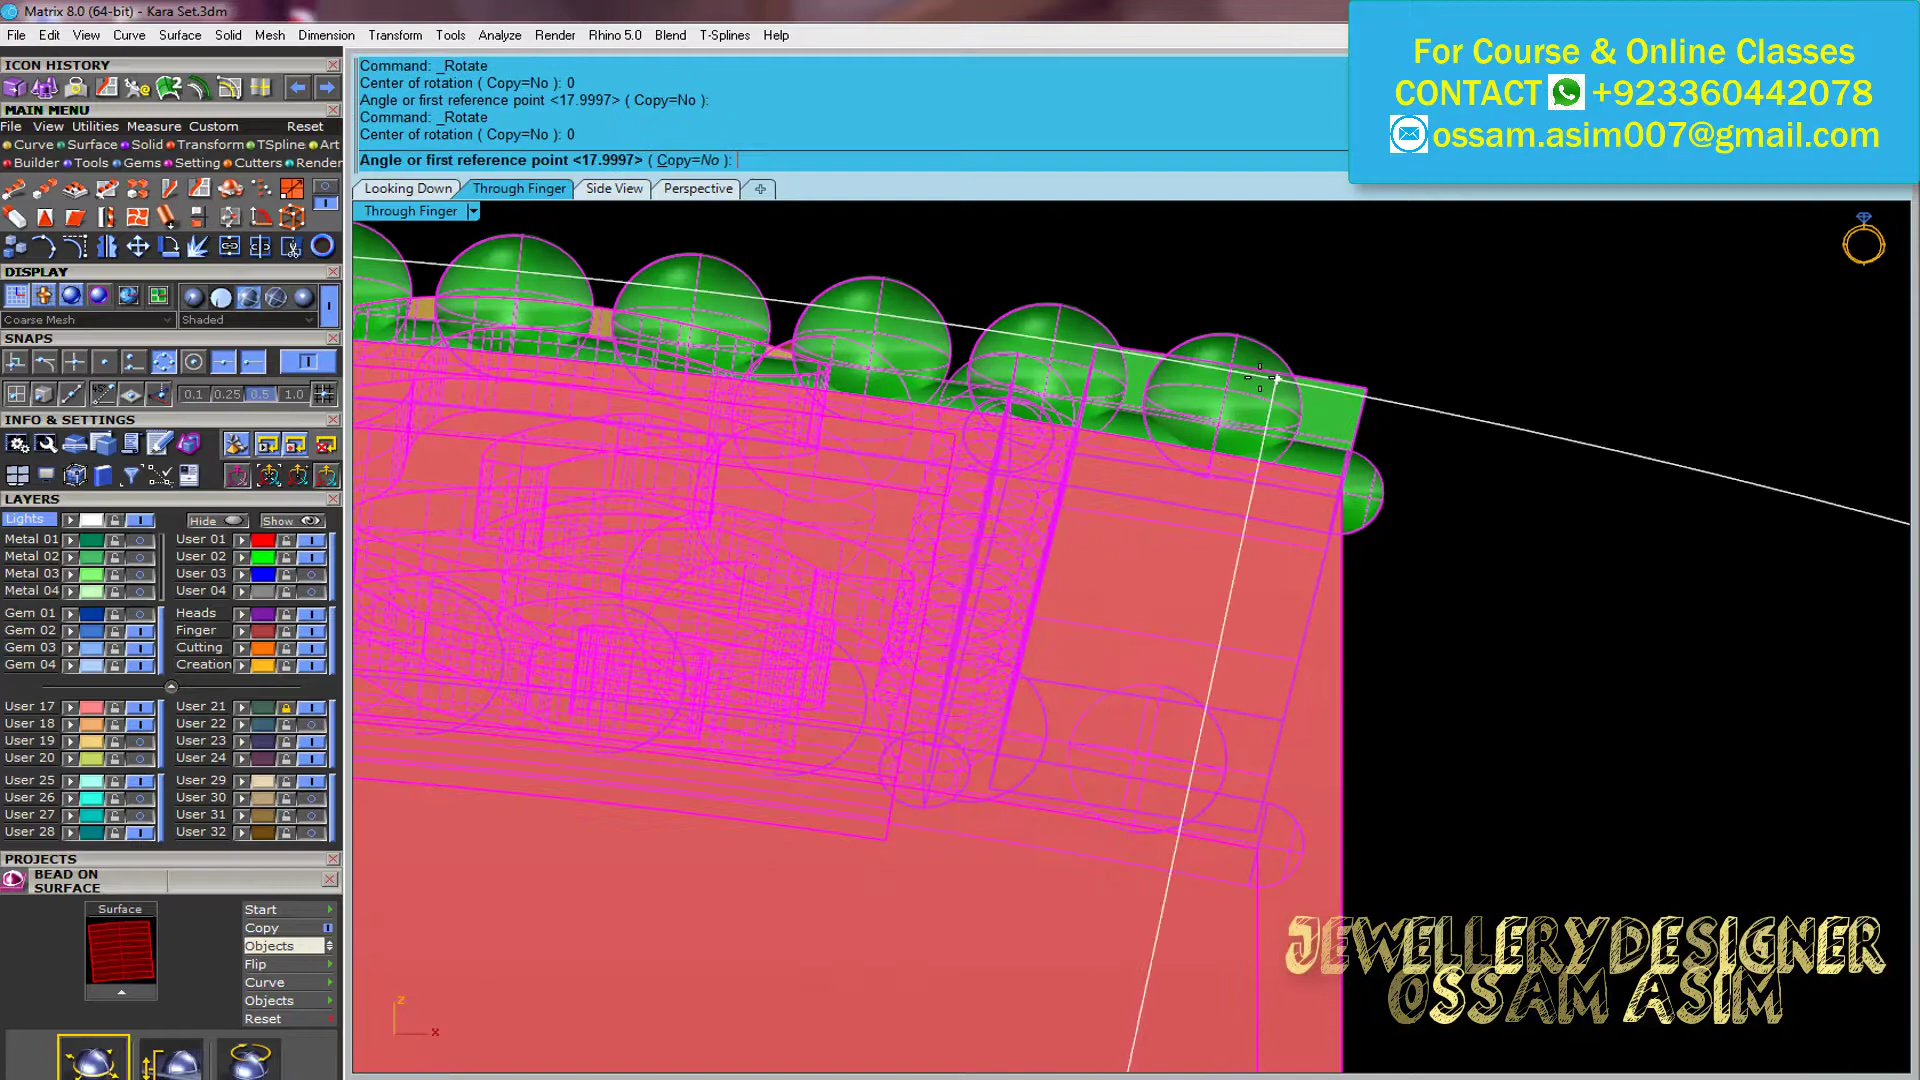 Matrix 8.0 (64-bit) - Kara Set.3dm
File Edit View Curve Surface Solid Mesh Dimension Transform Tools Analyze Render Rhino 5.0 Blend T-Splines Help
For Course & Online Classes
CONTACT +923360442078
ossam.asim007@gmail.com
ICON HISTORY
MAIN MENU
File View Utilities Measure Custom Reset
Curve Surface Solid Transform TSpline Art
Builder Tools Gems Setting Cutters Render
Command: _Rotate
Center of rotation ( Copy=No ): 0
Angle or first reference point <17.9997> ( Copy=No ):
Command: _Rotate
Center of rotation ( Copy=No ): 0
Angle or first reference point <17.9997> ( Copy=No ):
Looking Down Through Finger Side View Perspective
Through Finger
DISPLAY
Coarse Mesh Shaded
SNAPS
0.1 0.25 0.5 1.0
INFO & SETTINGS
LAYERS
Lights Hide Show
Metal 01 User 01
Metal 02 User 02
Metal 03 User 03
Metal 04 User 04
Gem 01 Heads
Gem 02 Finger
Gem 03 Cutting
Gem 04 Creation
User 17 User 21
User 18 User 22
User 19 User 23
User 20 User 24
User 25 User 29
User 26 User 30
User 27 User 31
User 28 User 32
PROJECTS
BEAD ON
SURFACE
Surface
Start
Copy
Objects
Flip
Curve
Objects
Reset
z
x
JEWELLERYDESIGNER
OSSAM ASIM